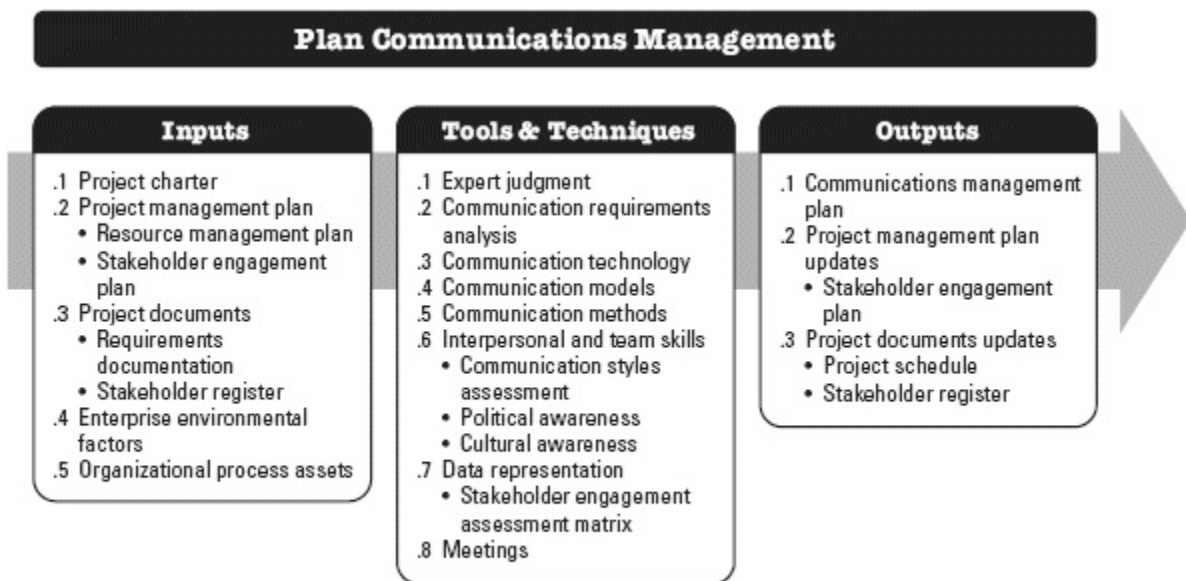 Plan Communications Management
Inputs
.1 Project charter
.2 Project management plan
• Resource management plan
• Stakeholder engagement
plan
.3 Project documents
• Requirements
documentation
• Stakeholder register
.4 Enterprise environmental
factors
.5 Organizational process assets
Tools & Techniques
.1 Expert judgment
.2 Communication requirements
analysis
.3 Communication technology
.4 Communication models
.5 Communication methods
.6 Interpersonal and team skills
• Communication styles
assessment
• Political awareness
• Cultural awareness
.7 Data representation
• Stakeholder engagement
assessment matrix
.8 Meetings
Outputs
.1 Communications management
plan
.2 Project management plan
updates
• Stakeholder engagement
plan
.3 Project documents updates
• Project schedule
• Stakeholder register